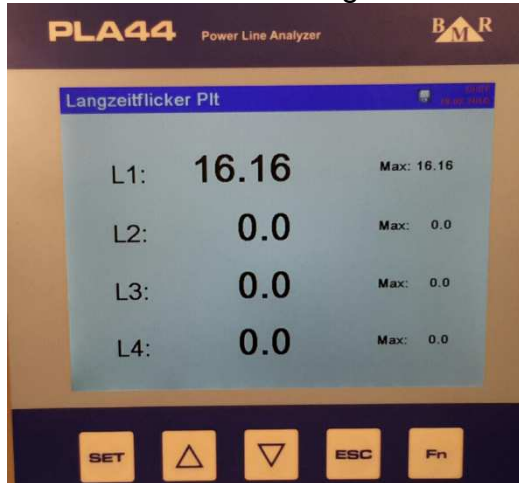 PLA44 Power Line Analyzer BMR
Langzeitflicker Plt
L1: 16.16 Max: 16.16
L2: 0.0 Max: 0.0
L3: 0.0 Max: 0.0
L4: 0.0 Max: 0.0
SET ESC Fn